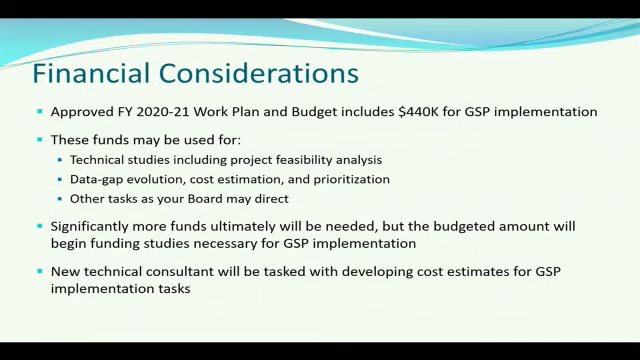 Financial Considerations
Approved FY 2020-21 Work Plan and Budget includes $440K for GSP implementation
These funds may be used for:
Technical studies including project feasibility analysis
Data-gap evolution, cost estimation, and prioritization
Other tasks as your Board may direct
Significantly more funds ultimately will be needed, but the budgeted amount will
begin funding studies necessary for GSP implementation
New technical consultant will be tasked with developing cost estimates for GSP
implementation tasks